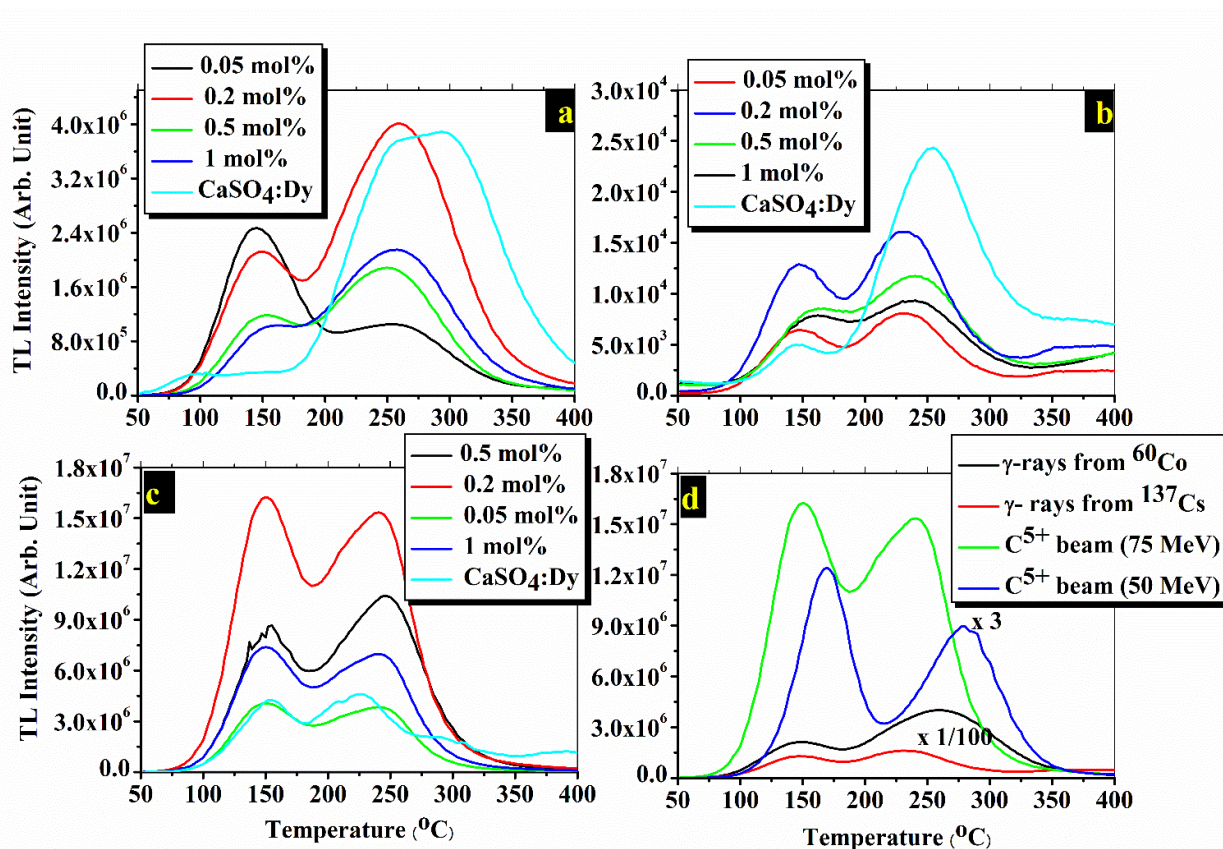 0.05 mol%
0.2 mol%
0.5 mol%
1 mol%
CaSO4:Dy
a
TL Intensity (Arb. Unit)
4.0x10^6
3.2x10^6
2.4x10^6
1.6x10^6
8.0x10^5
0.0
50 100 150 200 250 300 350 400
0.05 mol%
0.2 mol%
0.5 mol%
1 mol%
CaSO4:Dy
b
3.0x10^4
2.5x10^4
2.0x10^4
1.5x10^4
1.0x10^4
5.0x10^3
0.0
50 100 150 200 250 300 350 400
0.5 mol%
0.2 mol%
0.05 mol%
1 mol%
CaSO4:Dy
c
TL Intensity (Arb. Unit)
1.8x10^7
1.5x10^7
1.2x10^7
9.0x10^6
6.0x10^6
3.0x10^6
0.0
50 100 150 200 250 300 350 400
Temperature (oC)
γ-rays from 60Co
γ- rays from 137Cs
C5+ beam (75 MeV)
C5+ beam (50 MeV)
d
1.8x10^7
1.5x10^7
1.2x10^7
9.0x10^6
6.0x10^6
3.0x10^6
0.0
x 3
x 1/100
50 100 150 200 250 300 350 400
Temperature (oC)